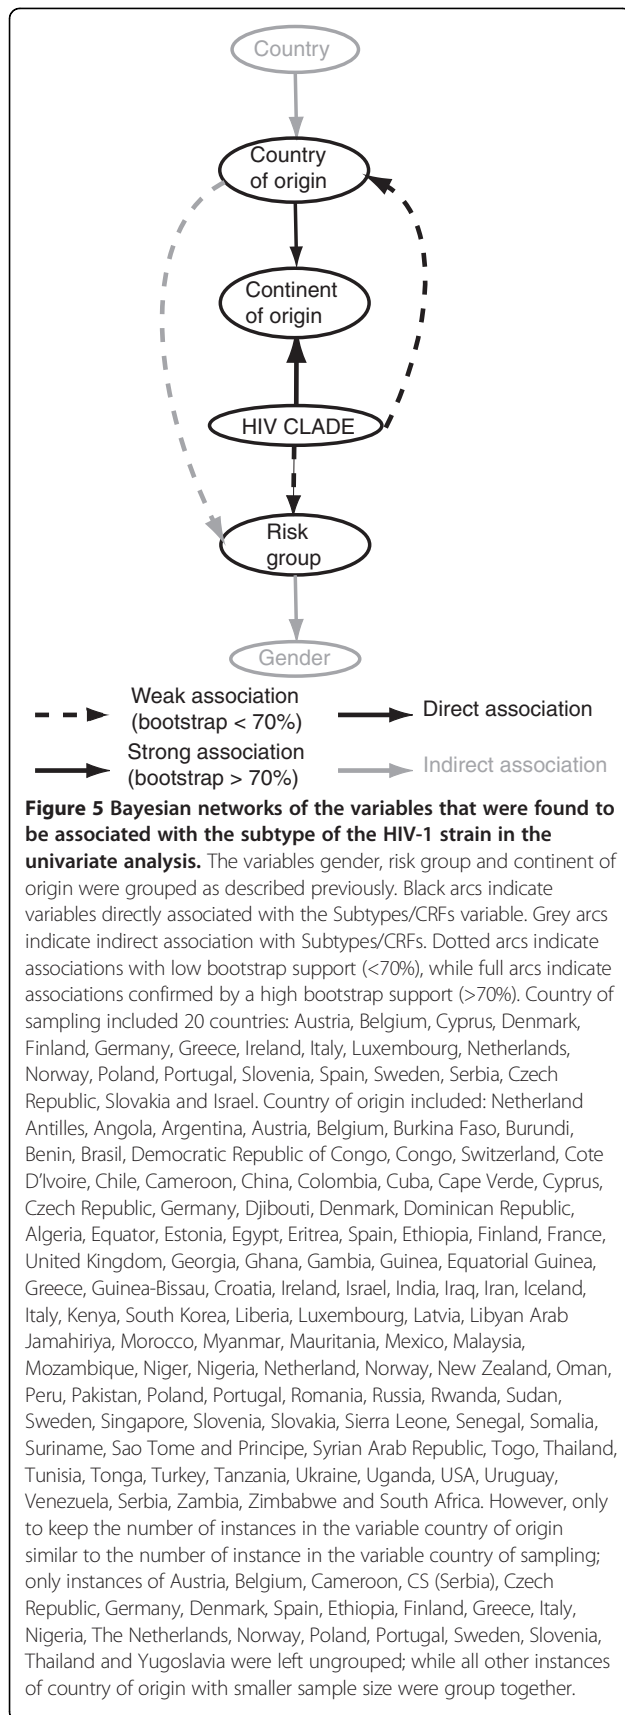 Country
Country
of origin
Continent
of origin
HIV CLADE
Risk
group
Gender
Weak association
(bootstrap < 70%)
Direct association
Strong association
(bootstrap > 70%)
Indirect association
Figure 5 Bayesian networks of the variables that were found to
be associated with the subtype of the HIV-1 strain in the
univariate analysis. The variables gender, risk group and continent of
origin were grouped as described previously. Black arcs indicate
variables directly associated with the Subtypes/CRFs variable. Grey arcs
indicate indirect association with Subtypes/CRFs. Dotted arcs indicate
associations with low bootstrap support (<70%), while full arcs indicate
associations confirmed by a high bootstrap support (>70%). Country of
sampling included 20 countries: Austria, Belgium, Cyprus, Denmark,
Finland, Germany, Greece, Ireland, Italy, Luxembourg, Netherlands,
Norway, Poland, Portugal, Slovenia, Spain, Sweden, Serbia, Czech
Republic, Slovakia and Israel. Country of origin included: Netherland
Antilles, Angola, Argentina, Austria, Belgium, Burkina Faso, Burundi,
Benin, Brasil, Democratic Republic of Congo, Congo, Switzerland, Cote
D'Ivoire, Chile, Cameroon, China, Colombia, Cuba, Cape Verde, Cyprus,
Czech Republic, Germany, Djibouti, Denmark, Dominican Republic,
Algeria, Equator, Estonia, Egypt, Eritrea, Spain, Ethiopia, Finland, France,
United Kingdom, Georgia, Ghana, Gambia, Guinea, Equatorial Guinea,
Greece, Guinea-Bissau, Croatia, Ireland, Israel, India, Iraq, Iran, Iceland,
Italy, Kenya, South Korea, Liberia, Luxembourg, Latvia, Libyan Arab
Jamahiriya, Morocco, Myanmar, Mauritania, Mexico, Malaysia,
Mozambique, Niger, Nigeria, Netherland, Norway, New Zealand, Oman,
Peru, Pakistan, Poland, Portugal, Romania, Russia, Rwanda, Sudan,
Sweden, Singapore, Slovenia, Slovakia, Sierra Leone, Senegal, Somalia,
Suriname, Sao Tome and Principe, Syrian Arab Republic, Togo, Thailand,
Tunisia, Tonga, Turkey, Tanzania, Ukraine, Uganda, USA, Uruguay,
Venezuela, Serbia, Zambia, Zimbabwe and South Africa. However, only
to keep the number of instances in the variable country of origin
similar to the number of instance in the variable country of sampling;
only instances of Austria, Belgium, Cameroon, CS (Serbia), Czech
Republic, Germany, Denmark, Spain, Ethiopia, Finland, Greece, Italy,
Nigeria, The Netherlands, Norway, Poland, Portugal, Sweden, Slovenia,
Thailand and Yugoslavia were left ungrouped; while all other instances
of country of origin with smaller sample size were group together.